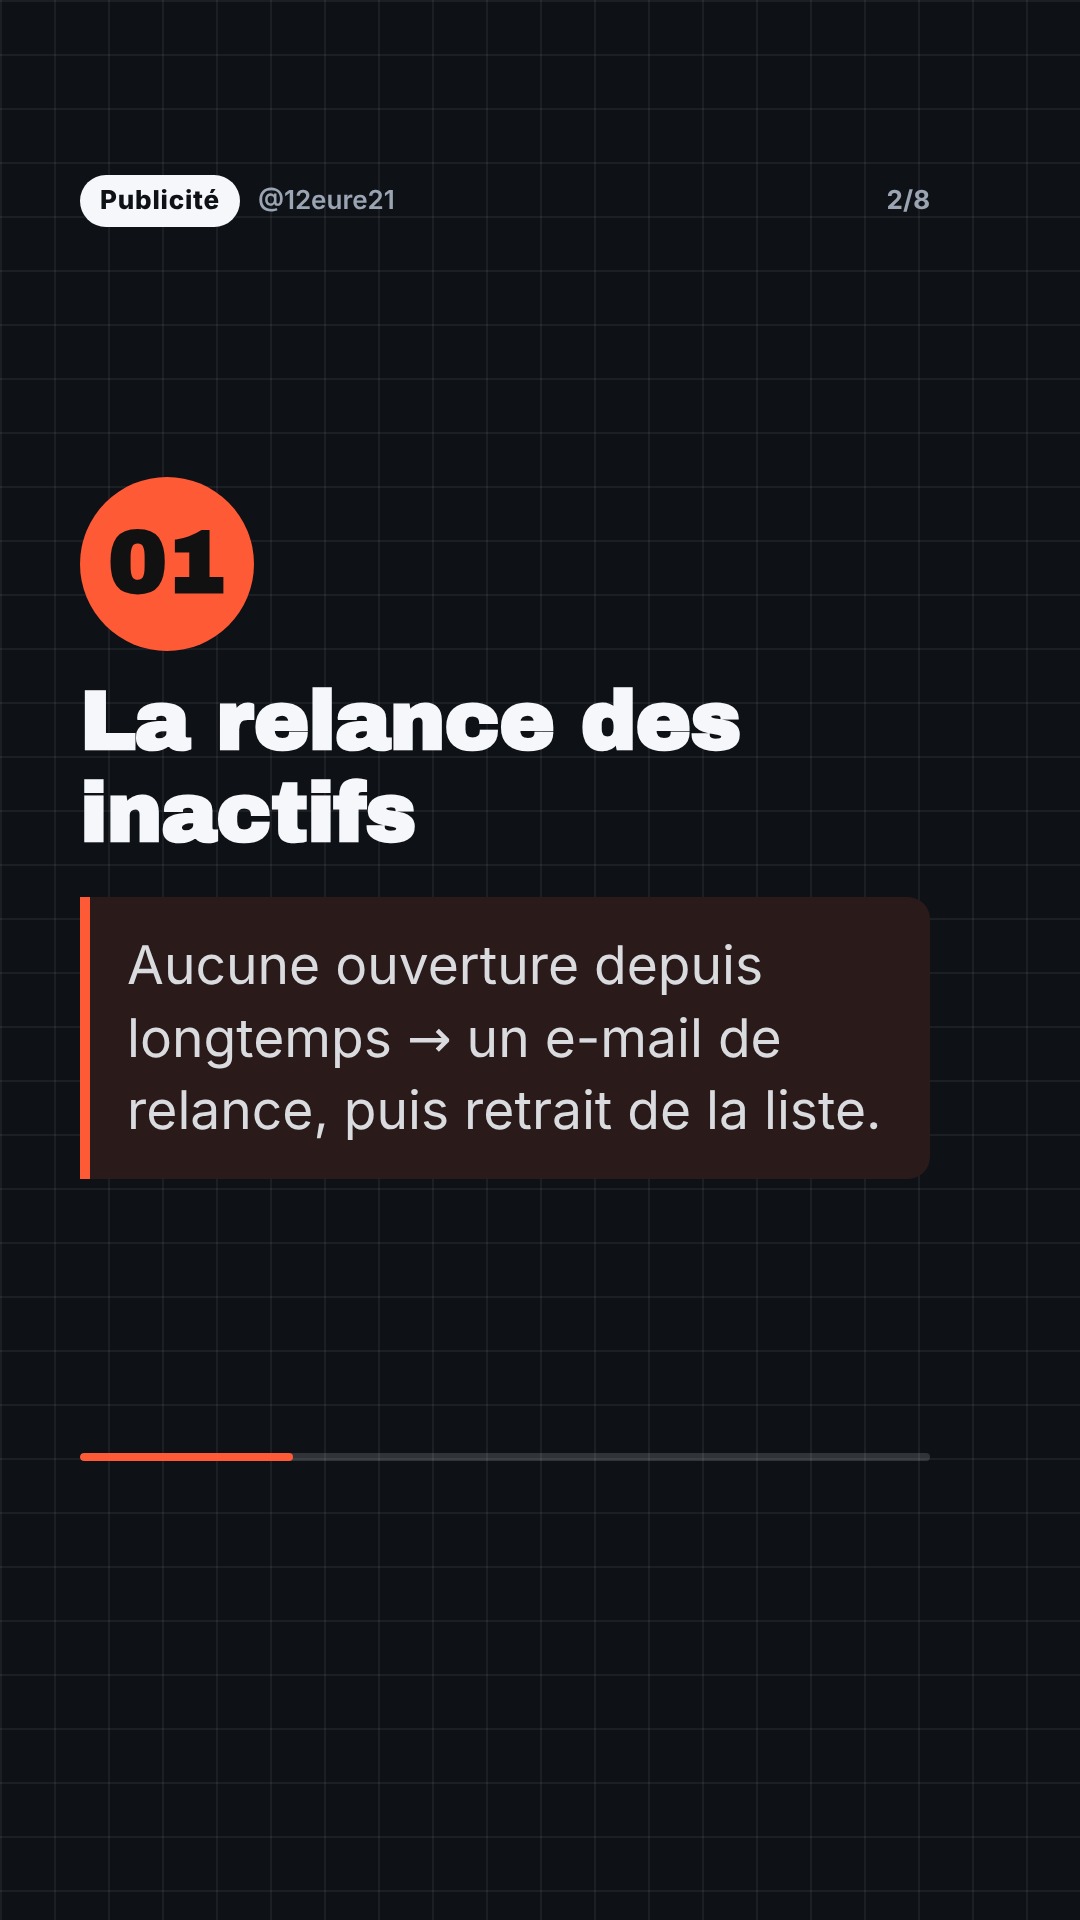 Publicité @12eure21 2/8
01
La relance des
inactifs
Aucune ouverture depuis
longtemps → un e-mail de
relance, puis retrait de la liste.